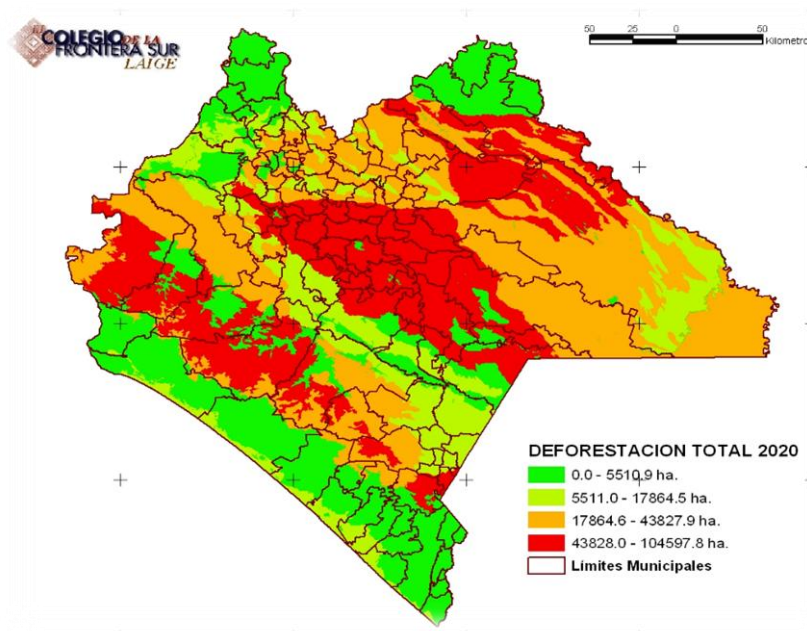 EL
COLEGIO DE LA
FRONTERA SUR
LAIGE
50 25 0 50
Kilometro
DEFORESTACION TOTAL 2020
0.0 - 5510.9 ha.
5511.0 - 17864.5 ha.
17864.6 - 43827.9 ha.
43828.0 - 104597.8 ha.
Límites Municipales